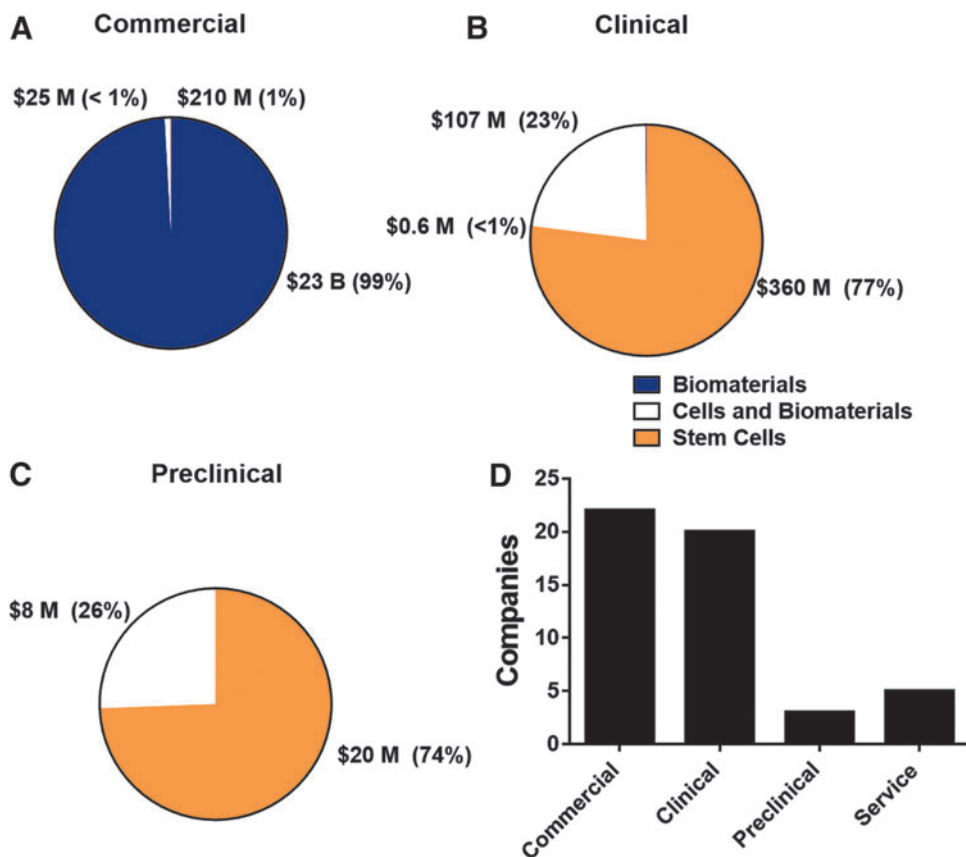 A Commercial
$25 M (< 1%)
$210 M (1%)
$23 B (99%)
B Clinical
$107 M (23%)
$0.6 M (<1%)
$360 M (77%)
Biomaterials
Cells and Biomaterials
Stem Cells
C Preclinical
$8 M (26%)
$20 M (74%)
D
Companies
25
20
15
10
5
0
Commercial
Clinical
Preclinical
Service